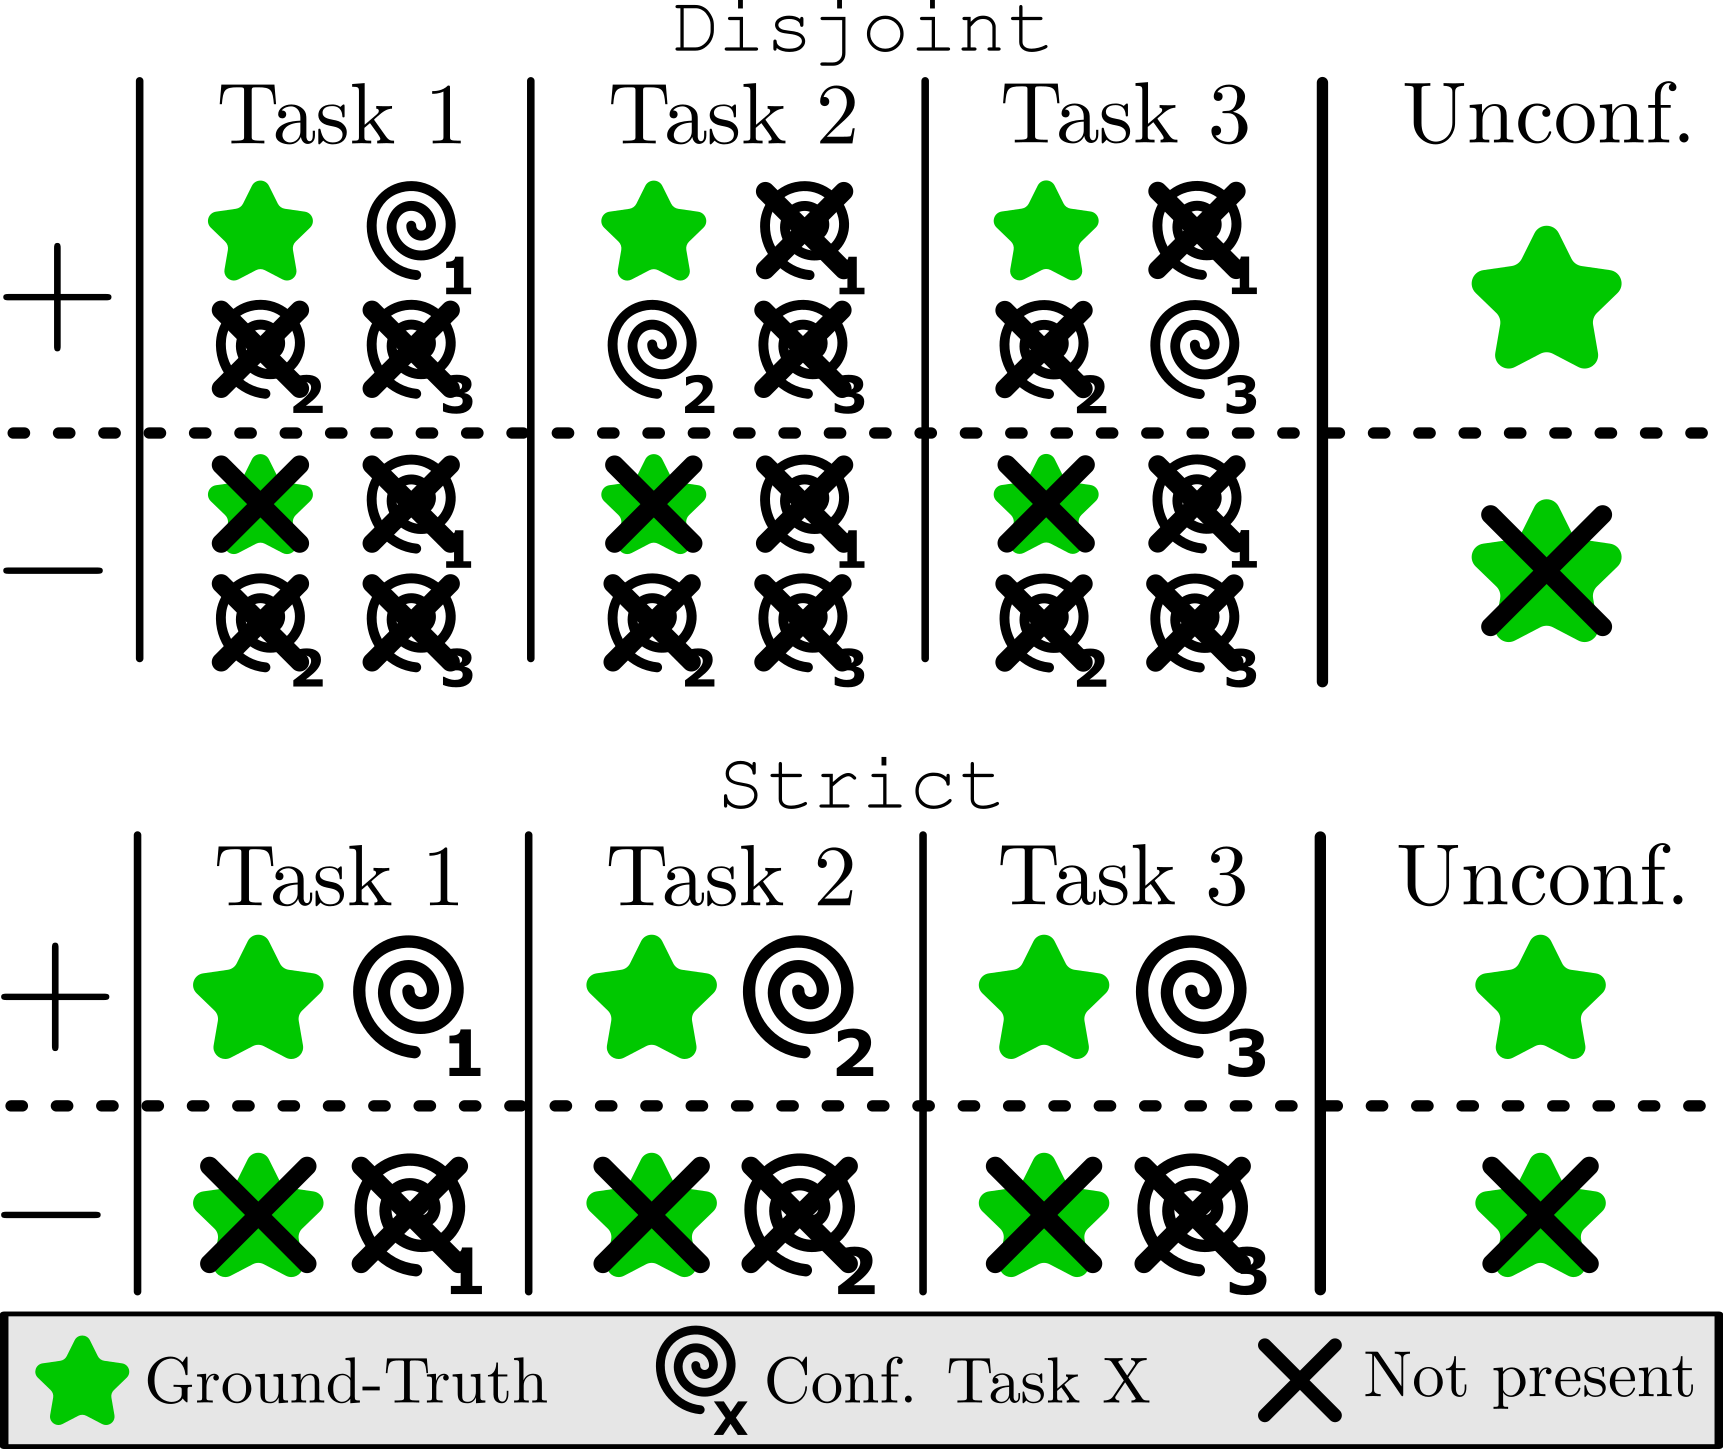 Disjoint
Task 1 Task 2 Task 3 Unconf.
+
1 1 1
2 3 2 3 2 3
−
1 1 1
2 3 2 3 2 3
Strict
Task 1 Task 2 Task 3 Unconf.
+
1 2 3
−
1 2 3
Ground-Truth x Conf. Task X Not present